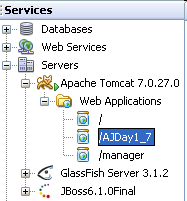 Services
Databases
Web Services
Servers
Apache Tomcat 7.0.27.0
Web Applications
/
/AJDay1_7
/manager
GlassFish Server 3.1.2
JBoss6.1.0Final